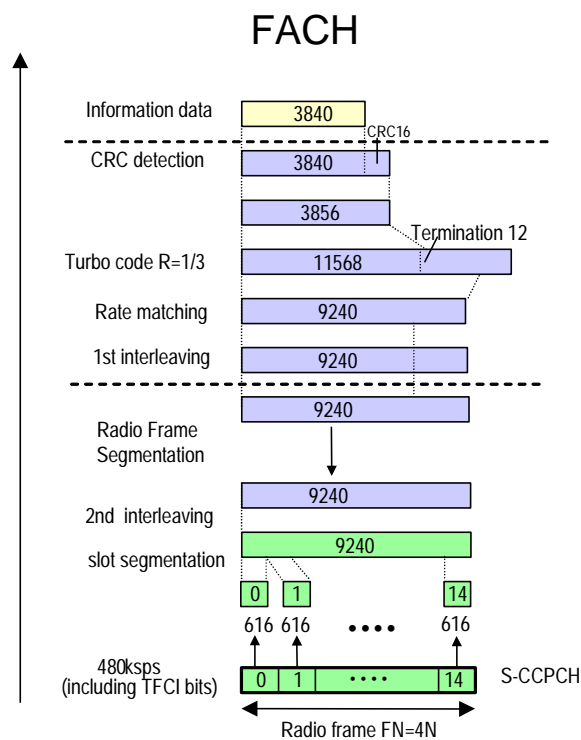 FACH
Information data
3840
CRC16
CRC detection
3840
3856
Termination 12
Turbo code R=1/3
11568
Rate matching
9240
1st interleaving
9240
9240
Radio Frame
Segmentation
9240
2nd interleaving
9240
slot segmentation
0 1 14
616 616 •••• 616
480ksps
(including TFCI bits)
0 1 •••• 14
S-CCPCH
Radio frame FN=4N